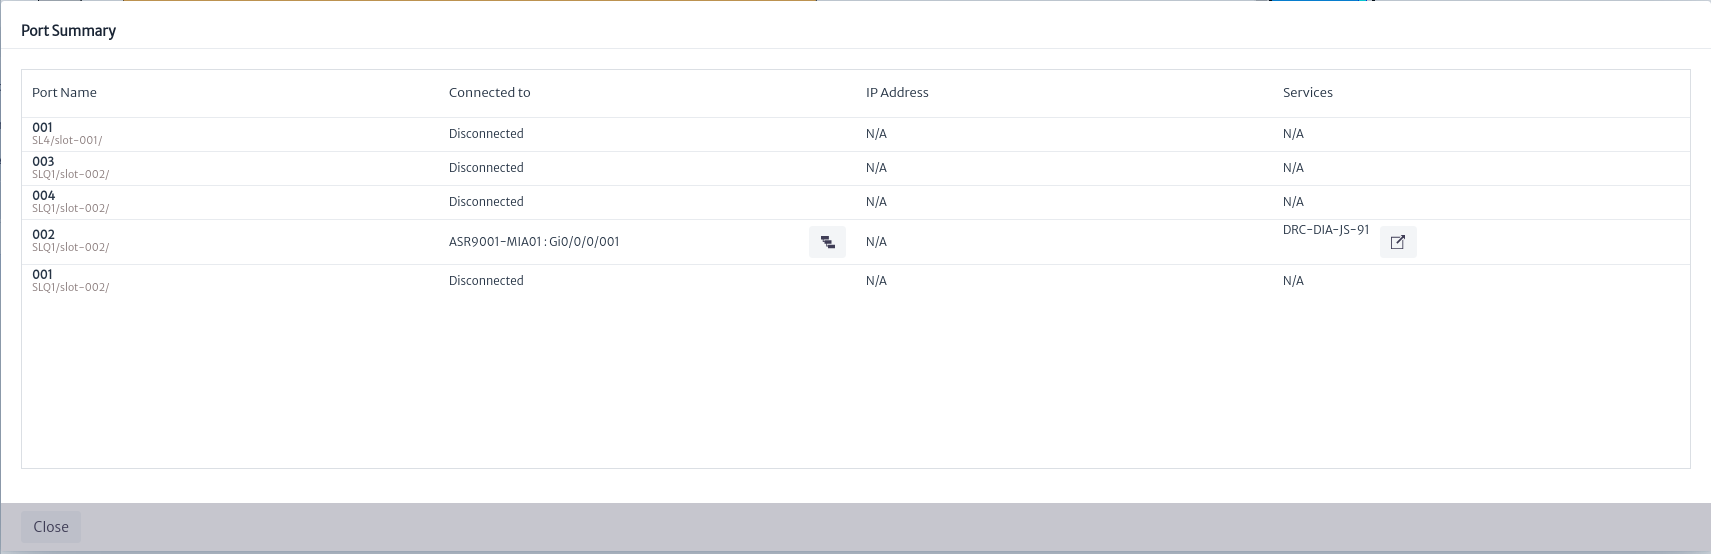 Port Summary
Port Name Connected to IP Address Services
001
SL4/slot-001/
Disconnected N/A N/A
003
SLQ1/slot-002/
Disconnected N/A N/A
004
SLQ1/slot-002/
Disconnected N/A N/A
002
SLQ1/slot-002/
ASR9001-MIA01 : Gi0/0/0/001 N/A DRC-DIA-JS-91
001
SLQ1/slot-002/
Disconnected N/A N/A
Close